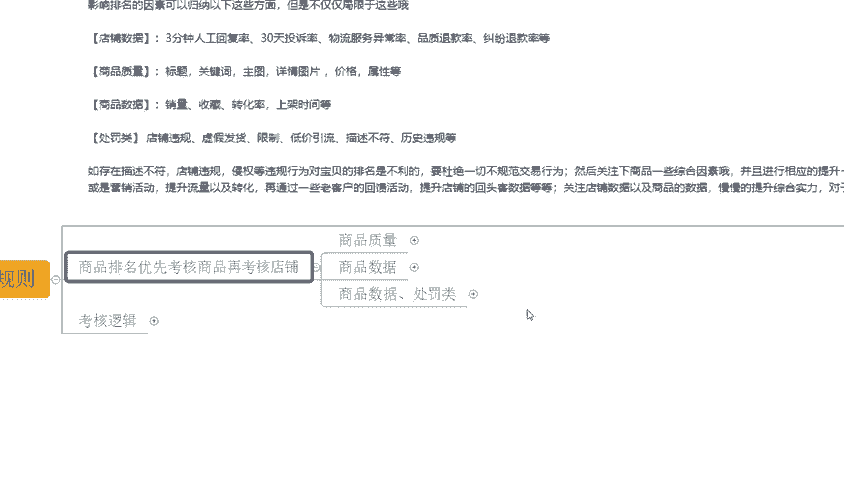 影响排名的因素可以归纳以下这些方面，但是不仅仅局限于这些哦
【店铺数据】：3分钟人工回复率、30天投诉率、物流服务异常率、品质退款率、纠纷退款率等
【商品质量】：标题，关键词，主图，详情图片 ，价格，属性等
【商品数据】：销量、收藏、转化率，上架时间等
【处罚类】 店铺违规、虚假发货、限制、低价引流、描述不符、历史违规等
如存在描述不符，店铺违规，侵权等违规行为对宝贝的排名是不利的，要杜绝一切不规范交易行为；然后关注下商品一些综合因素哦，并且进行相应的提升
或是营销活动，提升流量以及转化，再通过一些老客户的回馈活动，提升店铺的回头客数据等等；关注店铺数据以及商品的数据，慢慢的提升综合实力，对于
规则
商品排名优先考核商品再考核店铺
商品质量
商品数据
商品数据、处罚类
考核逻辑